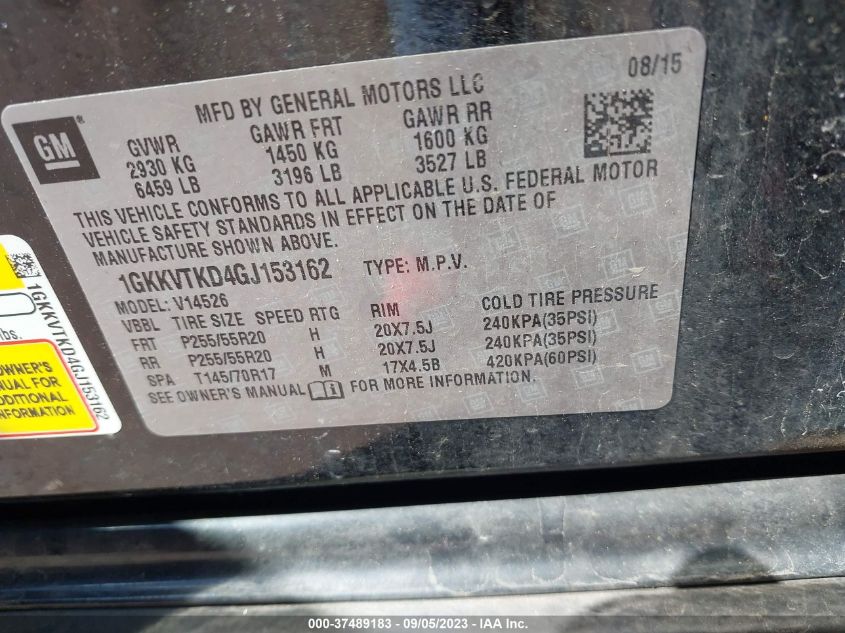 08/15
MFD BY GENERAL MOTORS LLC
GM
GVWR GAWR FRT GAWR RR
2930 KG 1450 KG 1600 KG
6459 LB 3196 LB 3527 LB
THIS VEHICLE CONFORMS TO ALL APPLICABLE U.S. FEDERAL MOTOR
VEHICLE SAFETY STANDARDS IN EFFECT ON THE DATE OF
MANUFACTURE SHOWN ABOVE.
1GKKVTKD4GJ153162 TYPE: M.P.V.
MODEL: V14526
VBBL TIRE SIZE SPEED RTG RIM COLD TIRE PRESSURE
FRT P255/55R20 H 20X7.5J 240KPA(35PSI)
RR P255/55R20 H 20X7.5J 240KPA(35PSI)
SPA T145/70R17 M 17X4.5B 420KPA(60PSI)
SEE OWNER'S MANUAL FOR MORE INFORMATION.
1GKKVTKD4GJ153162
lbs.
OWNER'S
MANUAL FOR
ADDITIONAL
INFORMATION
000-37489183 - 09/05/2023 - IAA Inc.